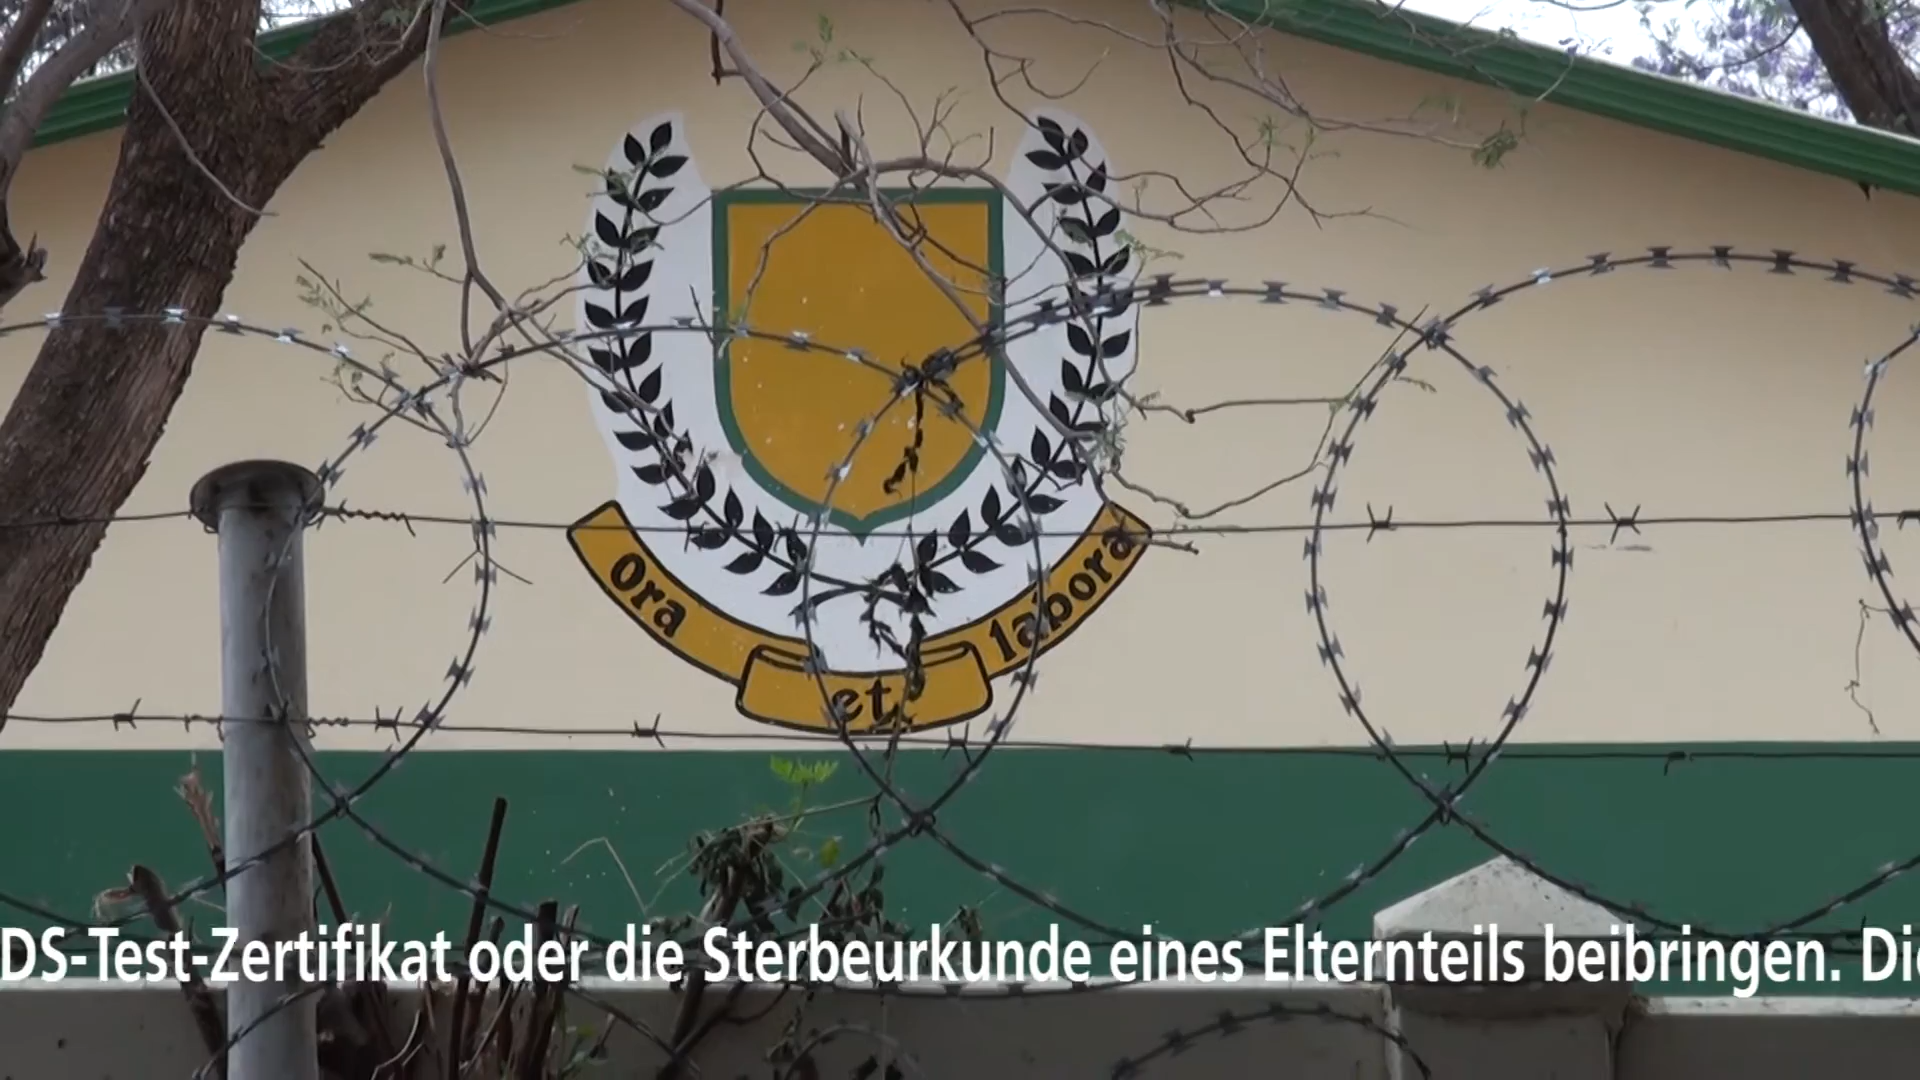 Ora et labora
DS-Test-Zertifikat oder die Sterbeurkunde eines Elternteils beibringen. Di